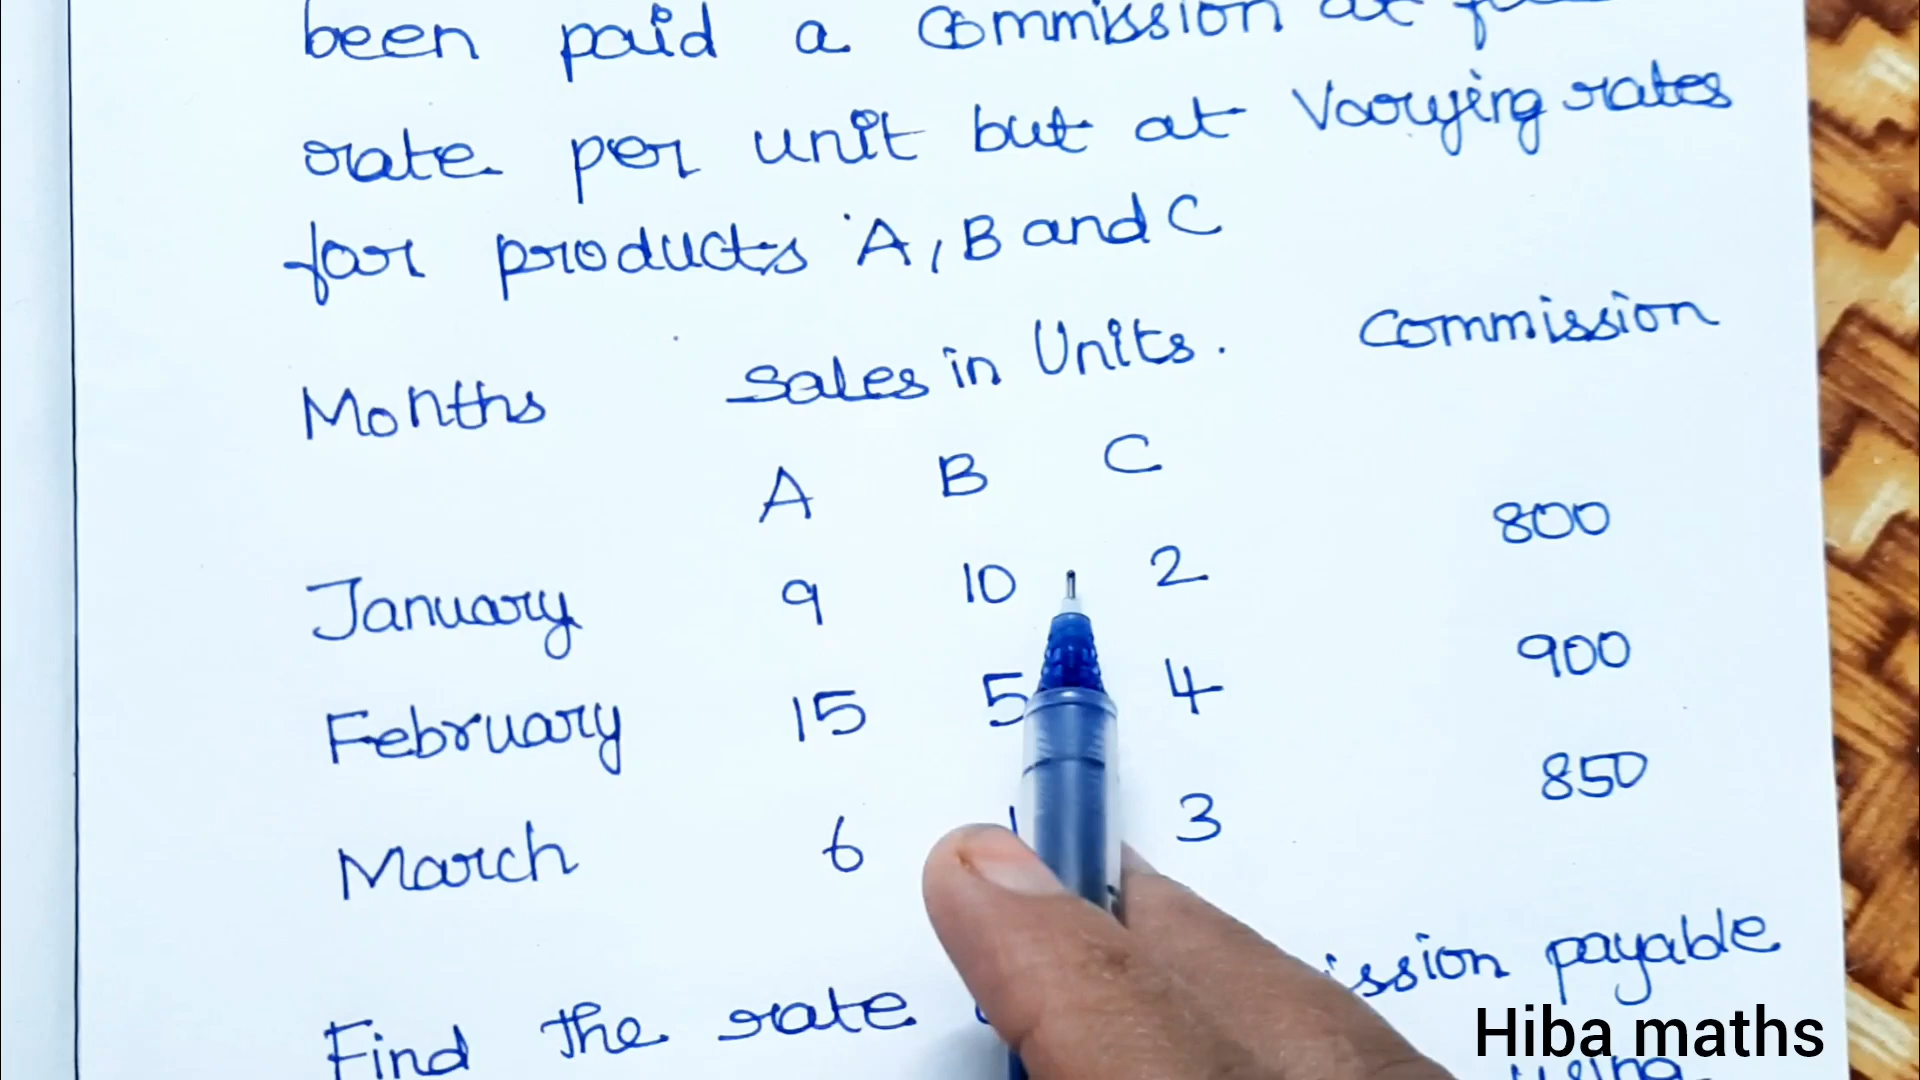 been paid a commission at
rate per unit but at Varying rates
for products A, B and C
Months Sales in Units. Commission
A B C
January 9 10 2 800
February 15 5 4 900
March 6 3 850
Find the rate payable
Hiba maths
using